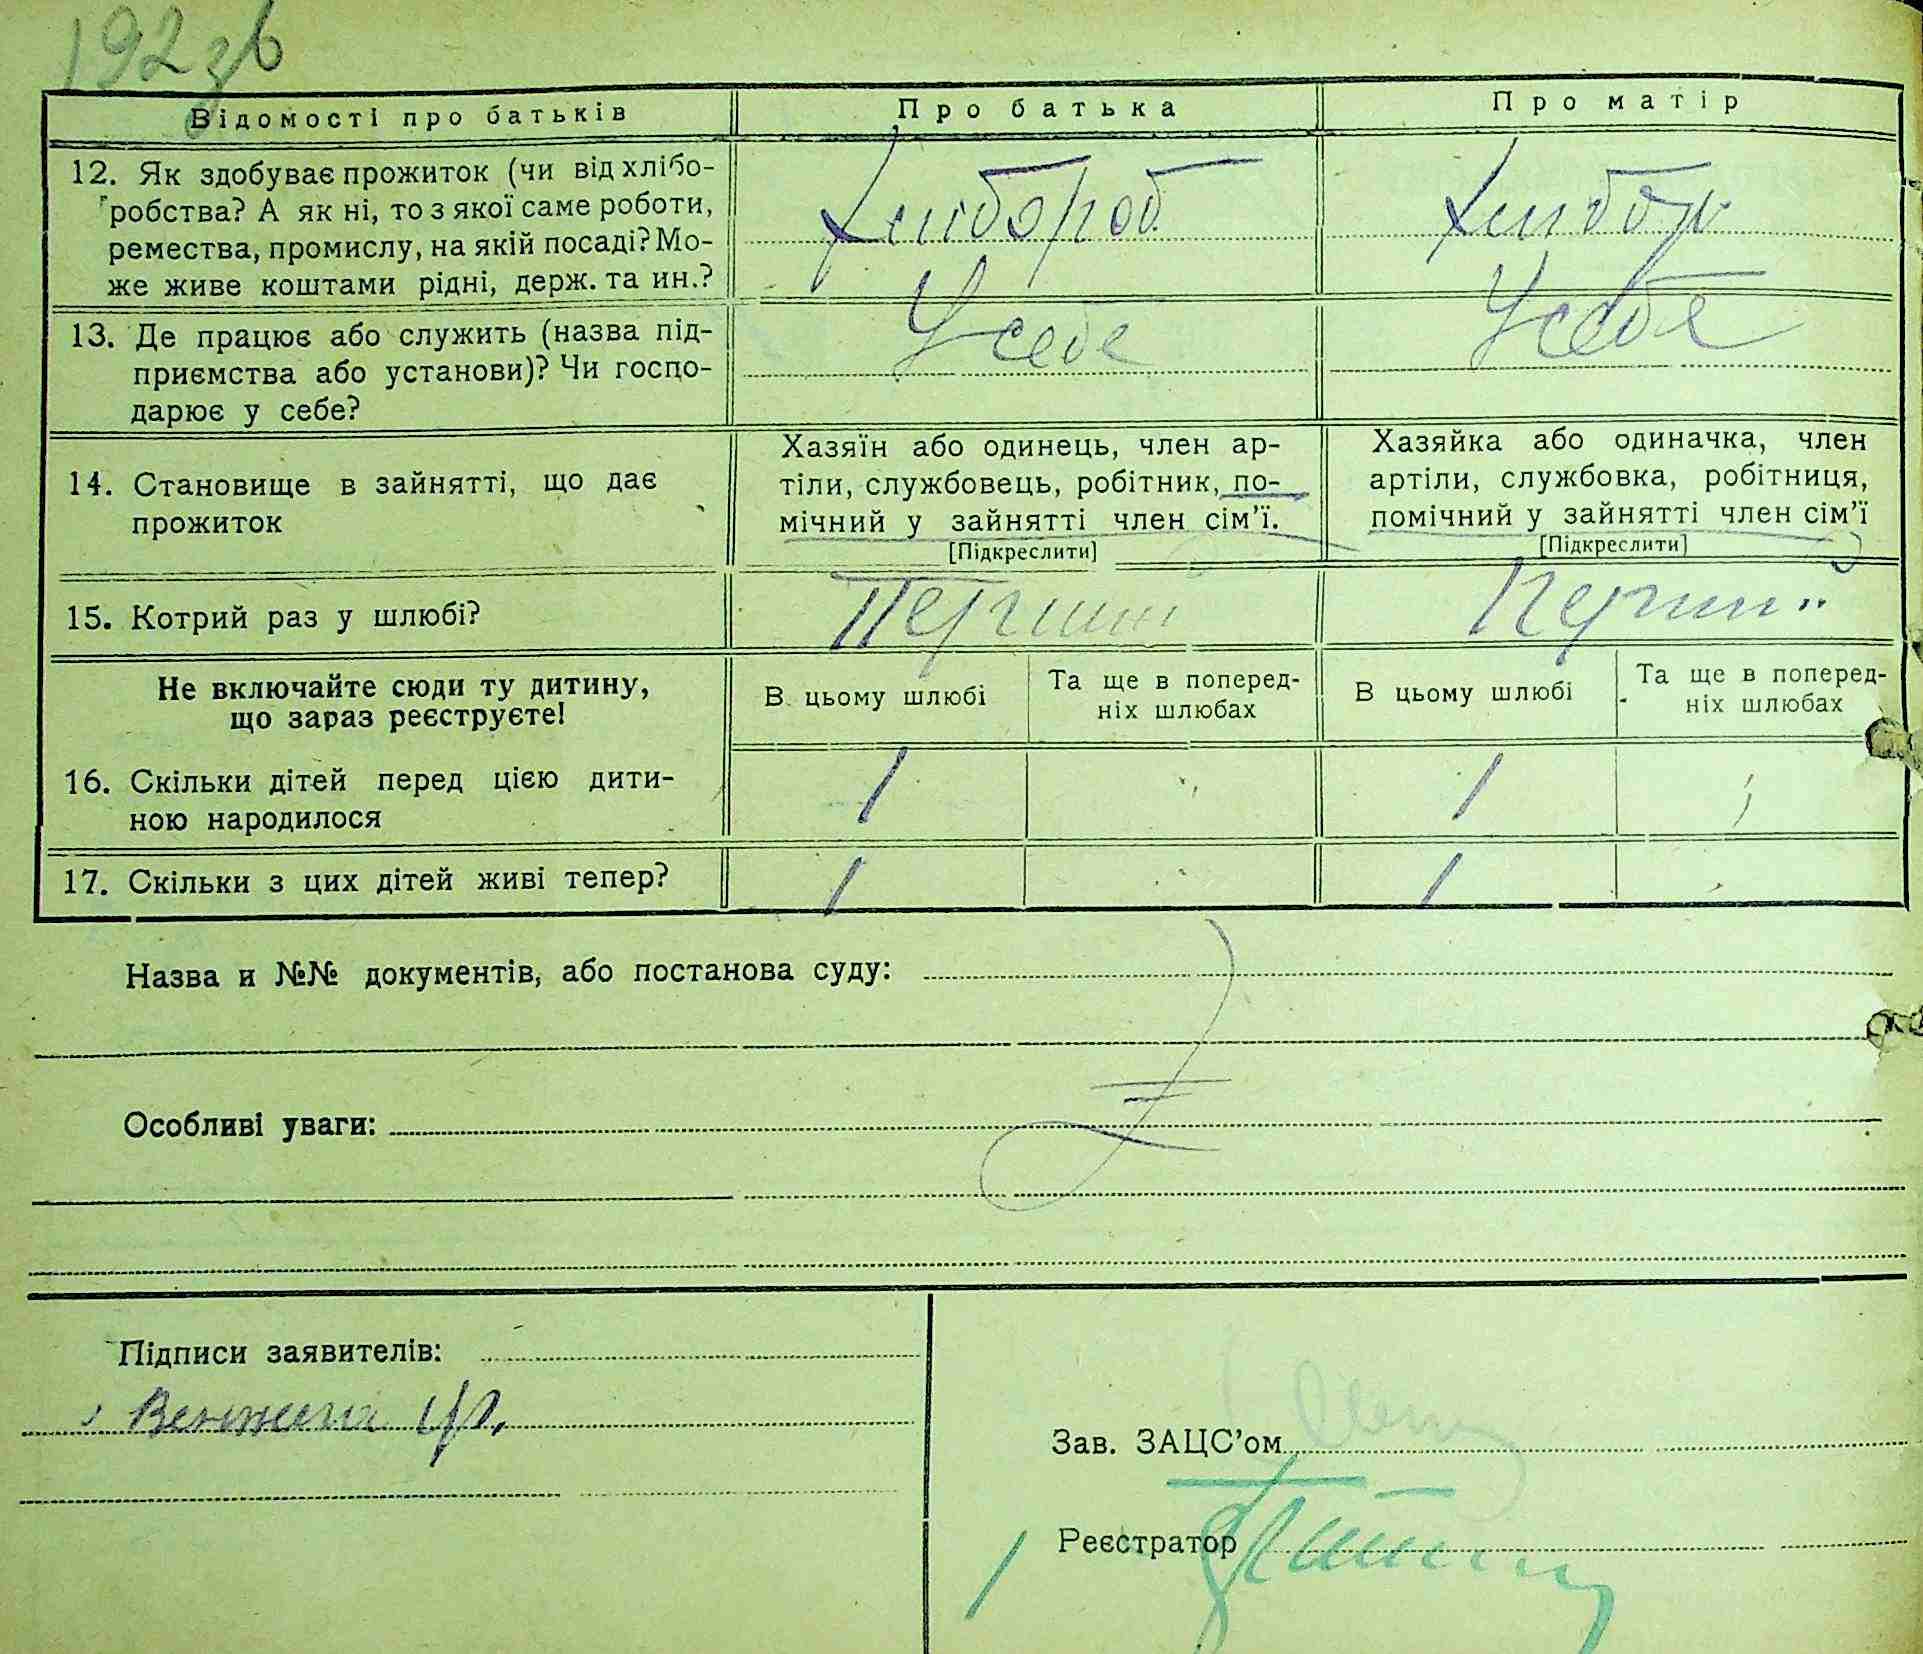 192 зв
Відомості про батьків Про батька Про матір
12. Як здобуває прожиток (чи від хлібо-
робства? А як ні, то з якої саме роботи,
ремества, промислу, на якій посаді? Мо-
же живе коштами рідні, держ. та ин.?
Хлибороб
Хлибор
13. Де працює або служить (назва під-
приємства або установи)? Чи госпо-
дарює у себе?
У себе
У себе
14. Становище в зайнятті, що дає
прожиток
Хазяїн або одинець, член ар-
тіли, службовець, робітник, по-
мічний у зайнятті член сім’ї.
[Підкреслити]
Хазяйка або одиначка, член
артіли, службовка, робітниця,
помічний у зайнятті член сім’ї
[Підкреслити]
15. Котрий раз у шлюбі?
Перший
Перший
Не включайте сюди ту дитину,
що зараз реєструєте!
В цьому шлюбі
Та ще в поперед-
ніх шлюбах
В цьому шлюбі
Та ще в поперед-
ніх шлюбах
16. Скільки дітей перед цією дити-
ною народилося
1 1
17. Скільки з цих дітей живі тепер?
1 1
Назва и №№ документів, або постанова суду:
Особливі уваги:
Підписи заявителів:
Зав. ЗАЦС’ом
Реєстратор